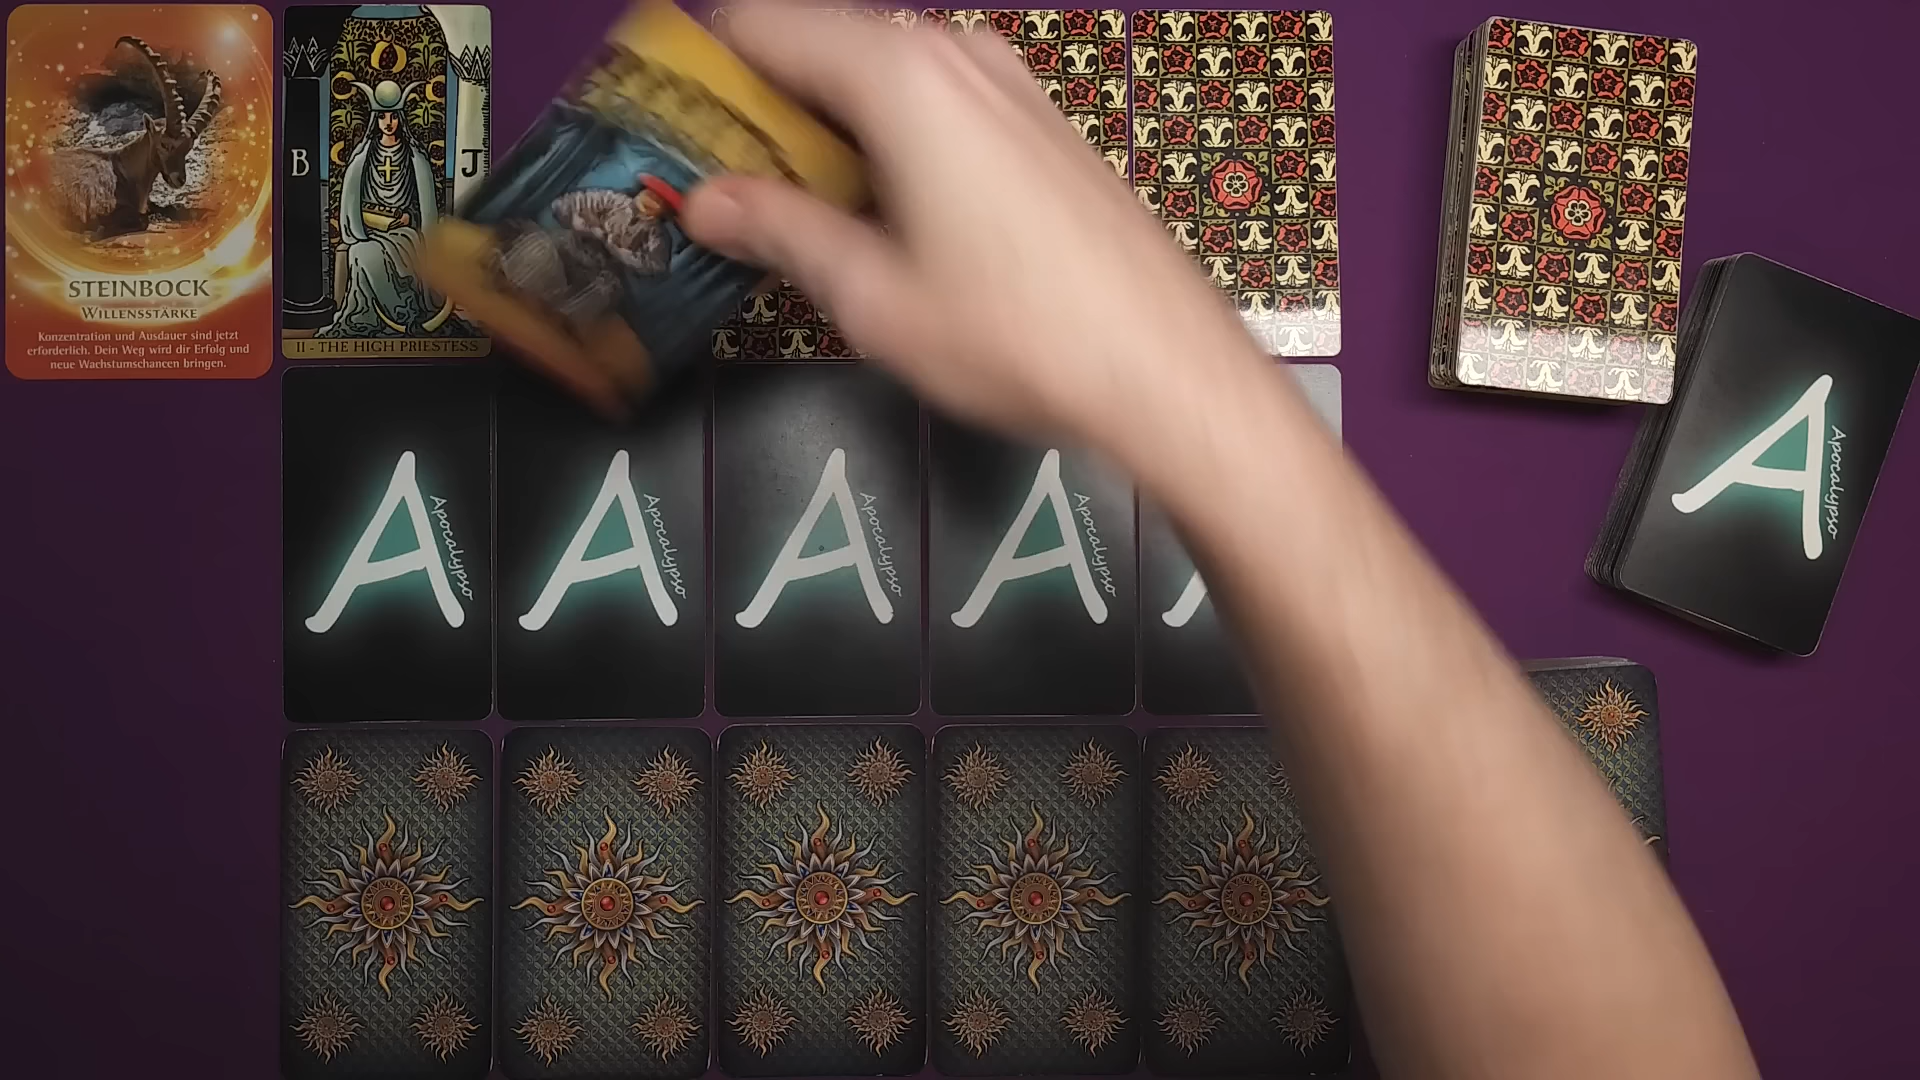 STEINBOCK
WILLENSSTÄRKE
Konzentration und Ausdauer sind jetzt
erforderlich. Dein Weg wird dir Erfolg und
neue Wachstumschancen bringen.
B J
II - THE HIGH PRIESTESS
A Apocalypso
A Apocalypso
A Apocalypso
A Apocalypso
A
A Apocalypso